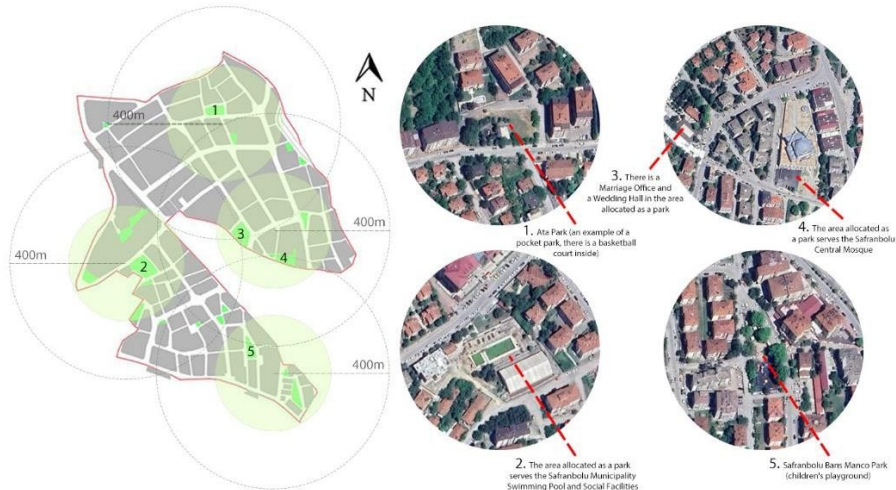 400m
1
3
400m
4
400m
2
5
400m
N
1. Ata Park (an example of a
pocket park, there is a basketball
court inside)
3. There is a
Marriage Office and
a Wedding Hall in the area
allocated as a park
4. The area allocated as
a park serves the Safranbolu
Central Mosque
2. The area allocated as a park
serves the Safranbolu Municipality
Swimming Pool and Social Facilities
5. Safranbolu Barıs Manco Park
(children's playground)